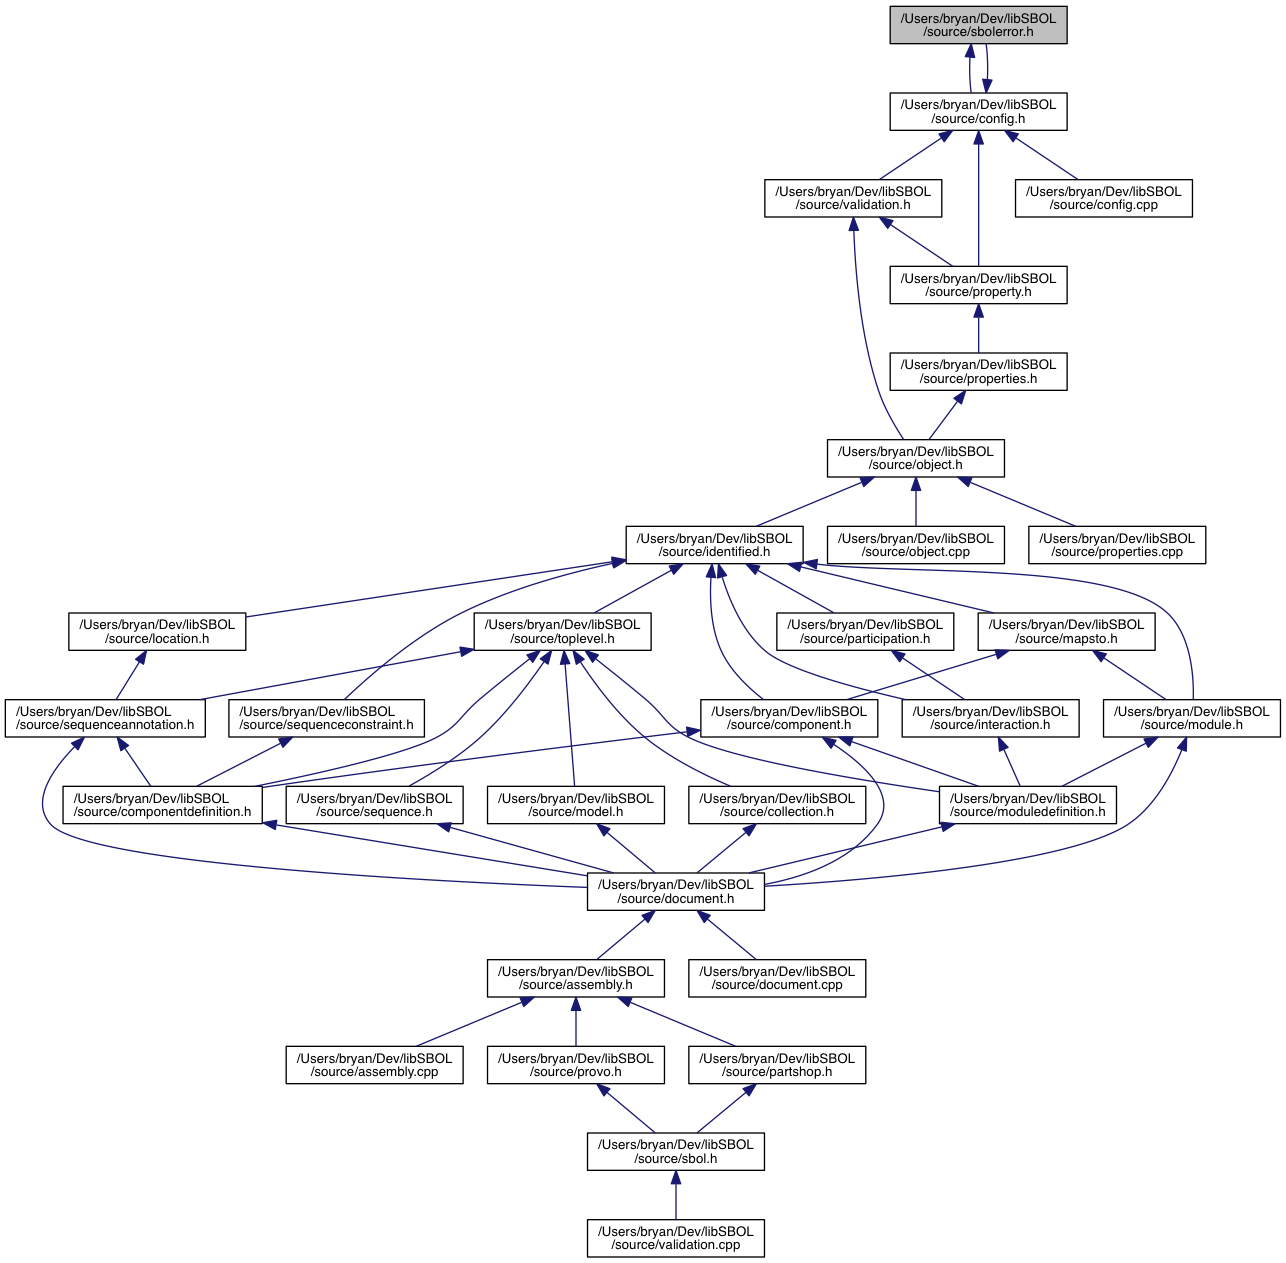 /Users/bryan/Dev/libSBOL
/source/sbolerror.h
/Users/bryan/Dev/libSBOL
/source/config.h
/Users/bryan/Dev/libSBOL
/source/validation.h
/Users/bryan/Dev/libSBOL
/source/config.cpp
/Users/bryan/Dev/libSBOL
/source/property.h
/Users/bryan/Dev/libSBOL
/source/properties.h
/Users/bryan/Dev/libSBOL
/source/object.h
/Users/bryan/Dev/libSBOL
/source/identified.h
/Users/bryan/Dev/libSBOL
/source/object.cpp
/Users/bryan/Dev/libSBOL
/source/properties.cpp
/Users/bryan/Dev/libSBOL
/source/location.h
/Users/bryan/Dev/libSBOL
/source/toplevel.h
/Users/bryan/Dev/libSBOL
/source/participation.h
/Users/bryan/Dev/libSBOL
/source/mapsto.h
/Users/bryan/Dev/libSBOL
/source/sequenceannotation.h
/Users/bryan/Dev/libSBOL
/source/sequenceconstraint.h
/Users/bryan/Dev/libSBOL
/source/component.h
/Users/bryan/Dev/libSBOL
/source/interaction.h
/Users/bryan/Dev/libSBOL
/source/module.h
/Users/bryan/Dev/libSBOL
/source/componentdefinition.h
/Users/bryan/Dev/libSBOL
/source/sequence.h
/Users/bryan/Dev/libSBOL
/source/model.h
/Users/bryan/Dev/libSBOL
/source/collection.h
/Users/bryan/Dev/libSBOL
/source/moduledefinition.h
/Users/bryan/Dev/libSBOL
/source/document.h
/Users/bryan/Dev/libSBOL
/source/assembly.h
/Users/bryan/Dev/libSBOL
/source/document.cpp
/Users/bryan/Dev/libSBOL
/source/assembly.cpp
/Users/bryan/Dev/libSBOL
/source/provo.h
/Users/bryan/Dev/libSBOL
/source/partshop.h
/Users/bryan/Dev/libSBOL
/source/sbol.h
/Users/bryan/Dev/libSBOL
/source/validation.cpp